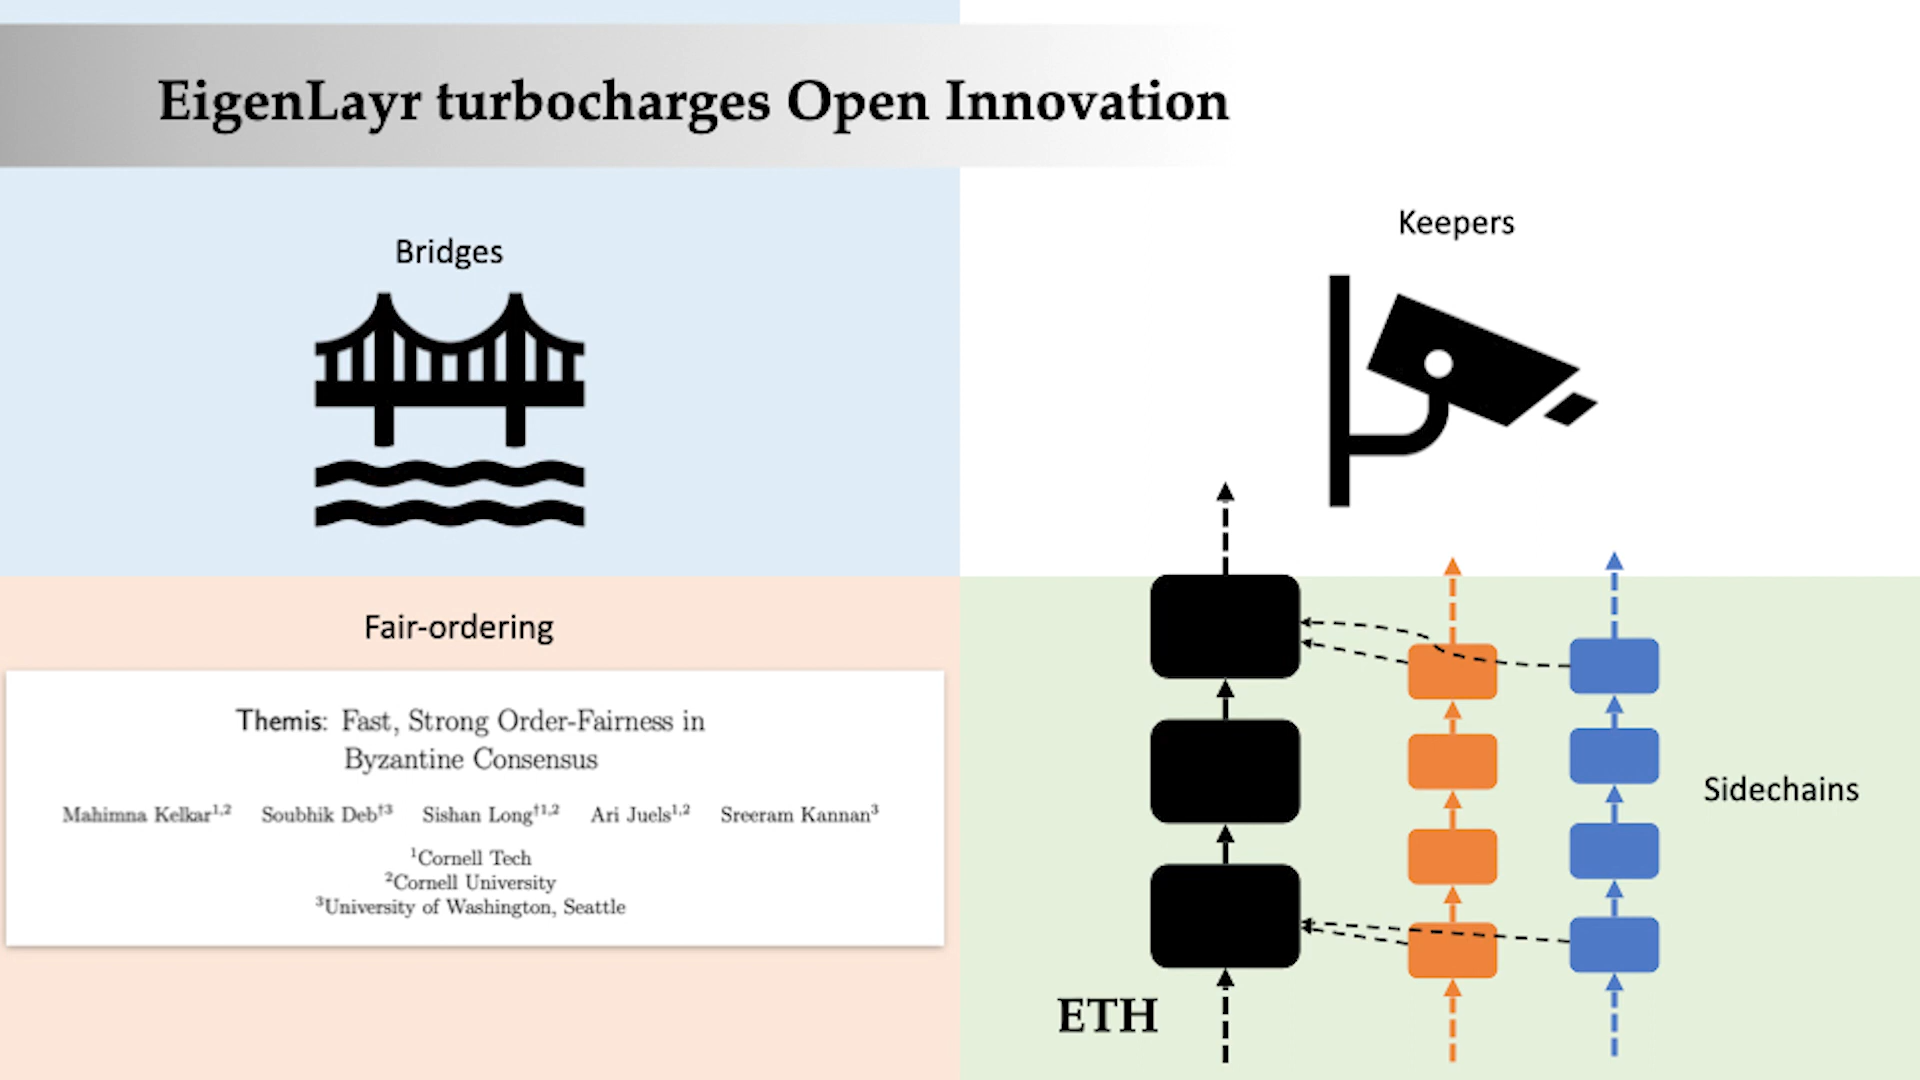 EigenLayr turbocharges Open Innovation
Bridges
Keepers
Fair-ordering
Themis: Fast, Strong Order-Fairness in
Byzantine Consensus
Mahimna Kelkar¹,² Soubhik Deb†³ Sishan Long†¹,² Ari Juels¹,² Sreeram Kannan³
¹Cornell Tech
²Cornell University
³University of Washington, Seattle
Sidechains
ETH